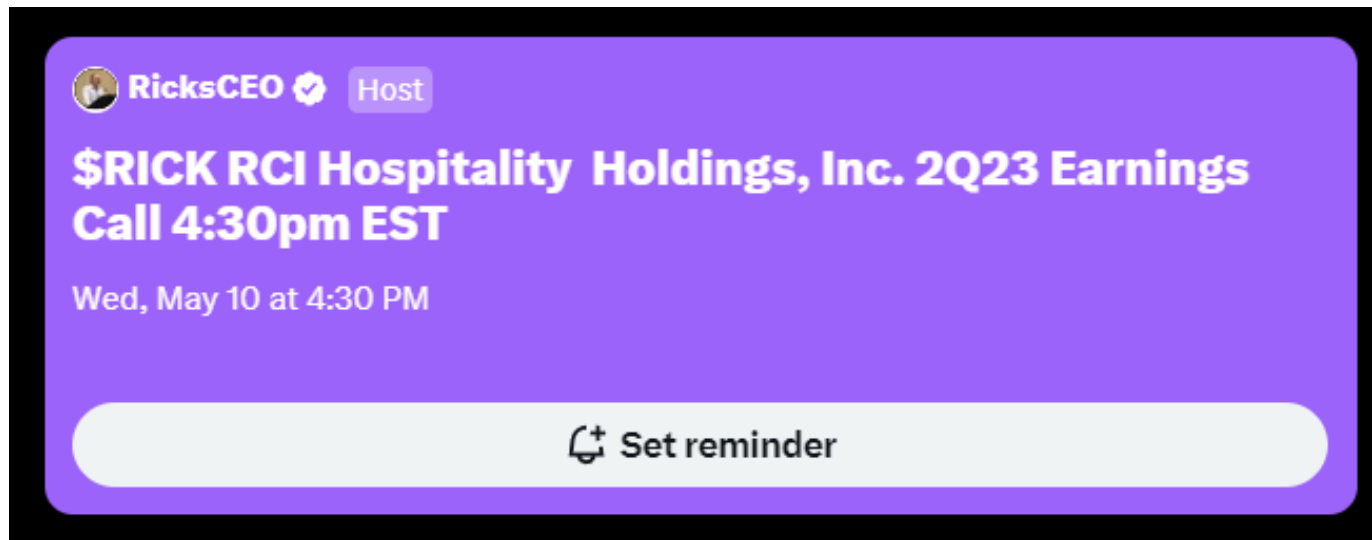 RicksCEO Host
$RICK RCI Hospitality  Holdings, Inc. 2Q23 Earnings
Call 4:30pm EST
Wed, May 10 at 4:30 PM
Set reminder